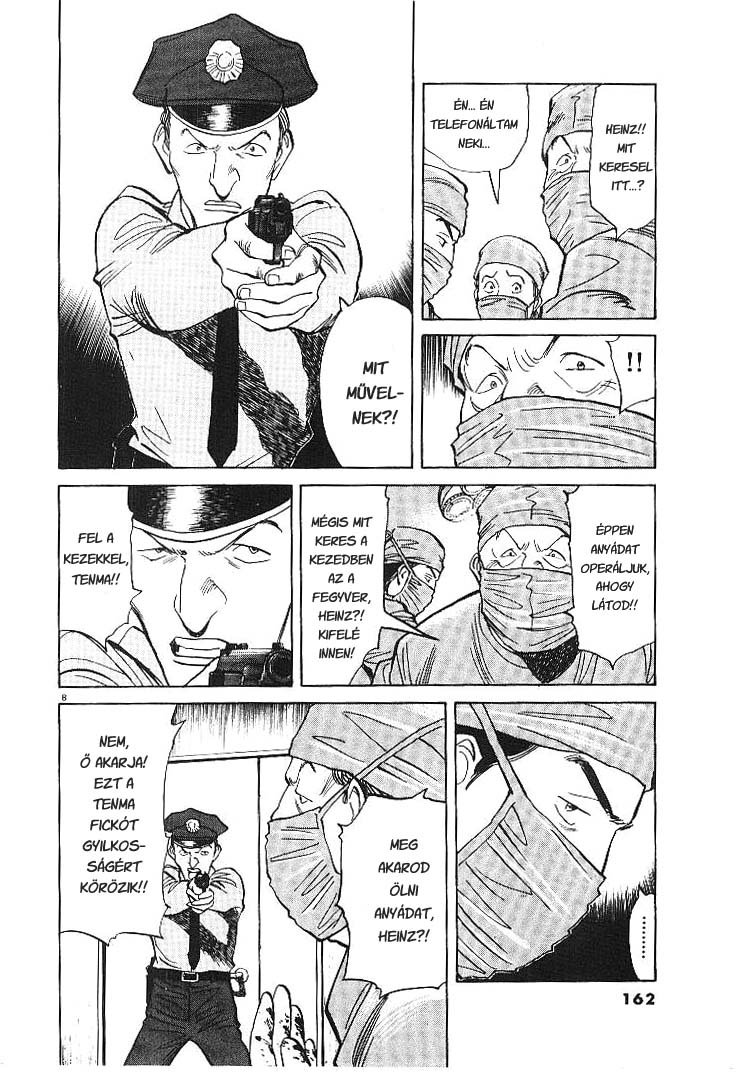 HEINZ!!
MIT
KERESEL
ITT...?
ÉN... ÉN
TELEFONÁLTAM
NEKI...
!!
MIT
MŰVEL-
NEK?!
ÉPPEN
ANYÁDAT
OPERÁLJUK,
AHOGY
LÁTOD!!
MÉGIS MIT
KERES A
KEZEDBEN
AZ A
FEGYVER,
HEINZ?!
KIFELÉ
INNEN!
FEL A
KEZEKKEL,
TENMA!!
8
.........
MEG
AKAROD
ÖLNI
ANYÁDAT,
HEINZ?!
NEM,
Ő AKARJA!
EZT A
TENMA
FICKÓT
GYILKOS-
SÁGÉRT
KÖRÖZIK!!
162